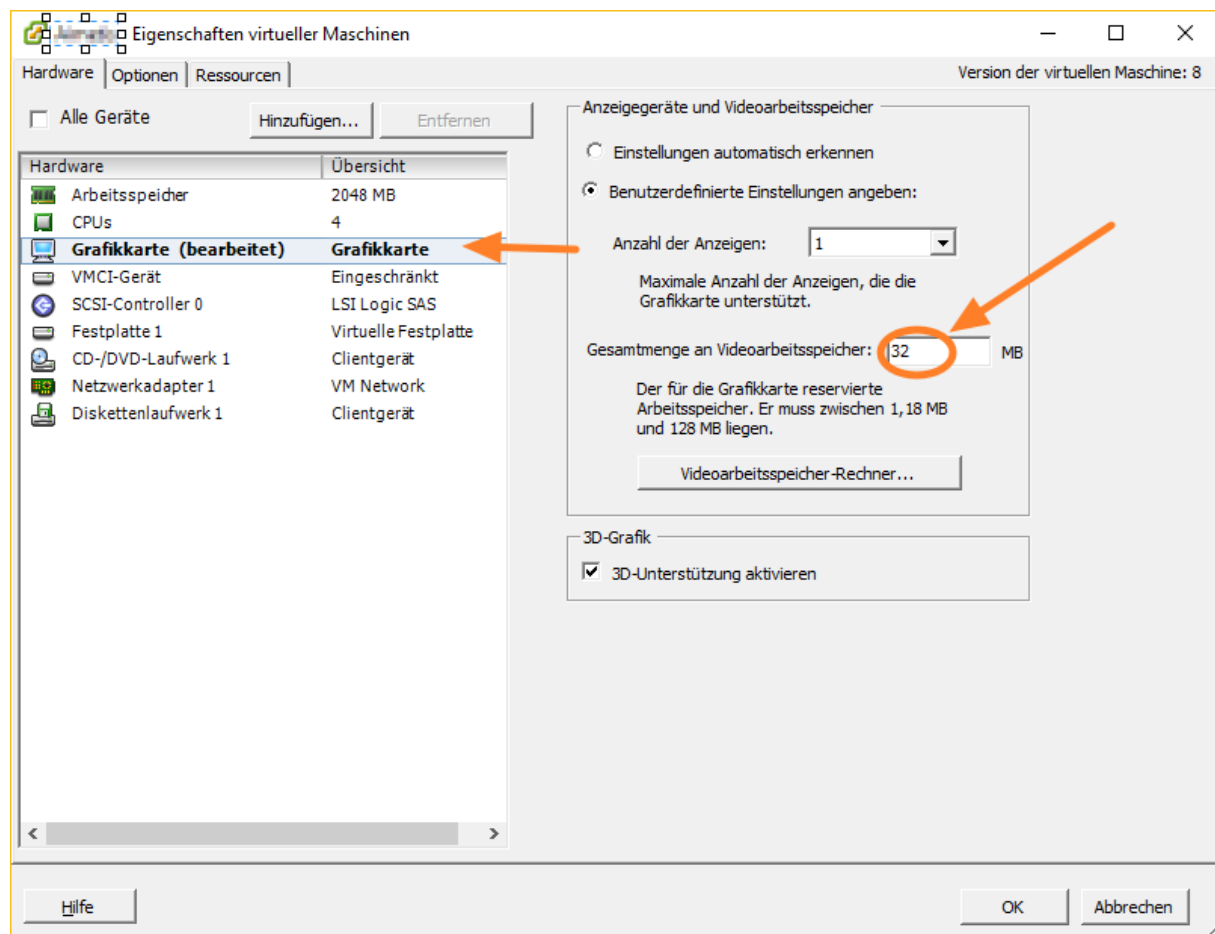 Eigenschaften virtueller Maschinen
Hardware Optionen Ressourcen Version der virtuellen Maschine: 8
Alle Geräte Hinzufügen... Entfernen
Hardware Übersicht
Arbeitsspeicher 2048 MB
CPUs 4
Grafikkarte (bearbeitet) Grafikkarte
VMCI-Gerät Eingeschränkt
SCSI-Controller 0 LSI Logic SAS
Festplatte 1 Virtuelle Festplatte
CD-/DVD-Laufwerk 1 Clientgerät
Netzwerkadapter 1 VM Network
Diskettenlaufwerk 1 Clientgerät
Anzeigegeräte und Videoarbeitsspeicher
Einstellungen automatisch erkennen
Benutzerdefinierte Einstellungen angeben:
Anzahl der Anzeigen: 1
Maximale Anzahl der Anzeigen, die die
Grafikkarte unterstützt.
Gesamtmenge an Videoarbeitsspeicher: 32 MB
Der für die Grafikkarte reservierte
Arbeitsspeicher. Er muss zwischen 1,18 MB
und 128 MB liegen.
Videoarbeitsspeicher-Rechner...
3D-Grafik
3D-Unterstützung aktivieren
Hilfe OK Abbrechen